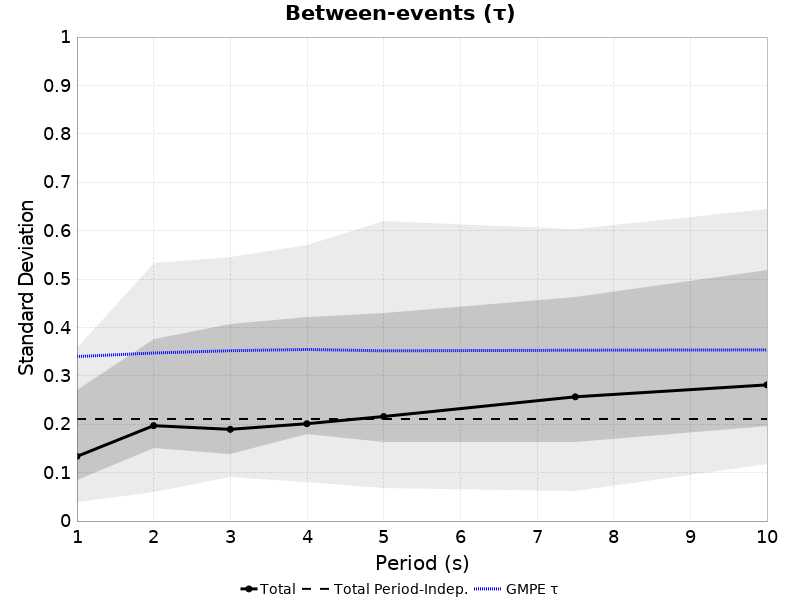 Between-events (τ)
Standard Deviation
1
0.9
0.8
0.7
0.6
0.5
0.4
0.3
0.2
0.1
0
1 2 3 4 5 6 7 8 9 10
Period (s)
Total Total Period-Indep. GMPE τ